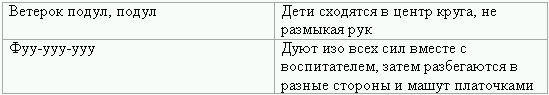 Ветерок подул, подул
Дети сходятся в центр круга, не
размыкая рук
Фуу-ууу-ууу
Дуют изо всех сил вместе с
воспитателем, затем разбегаются в
разные стороны и машут платочками